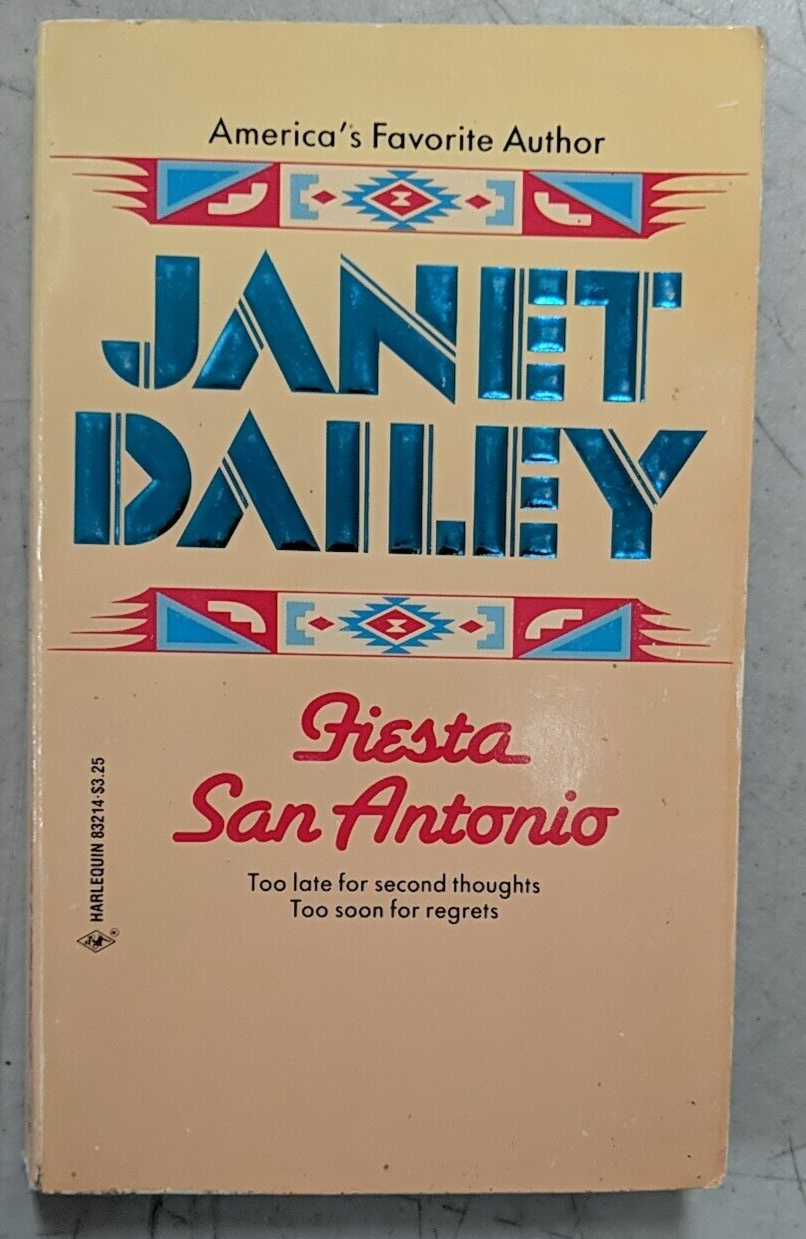 America's Favorite Author
JANET
DAILEY
Fiesta
San Antonio
Too late for second thoughts
Too soon for regrets
HARLEQUIN 83214·$3.25
®